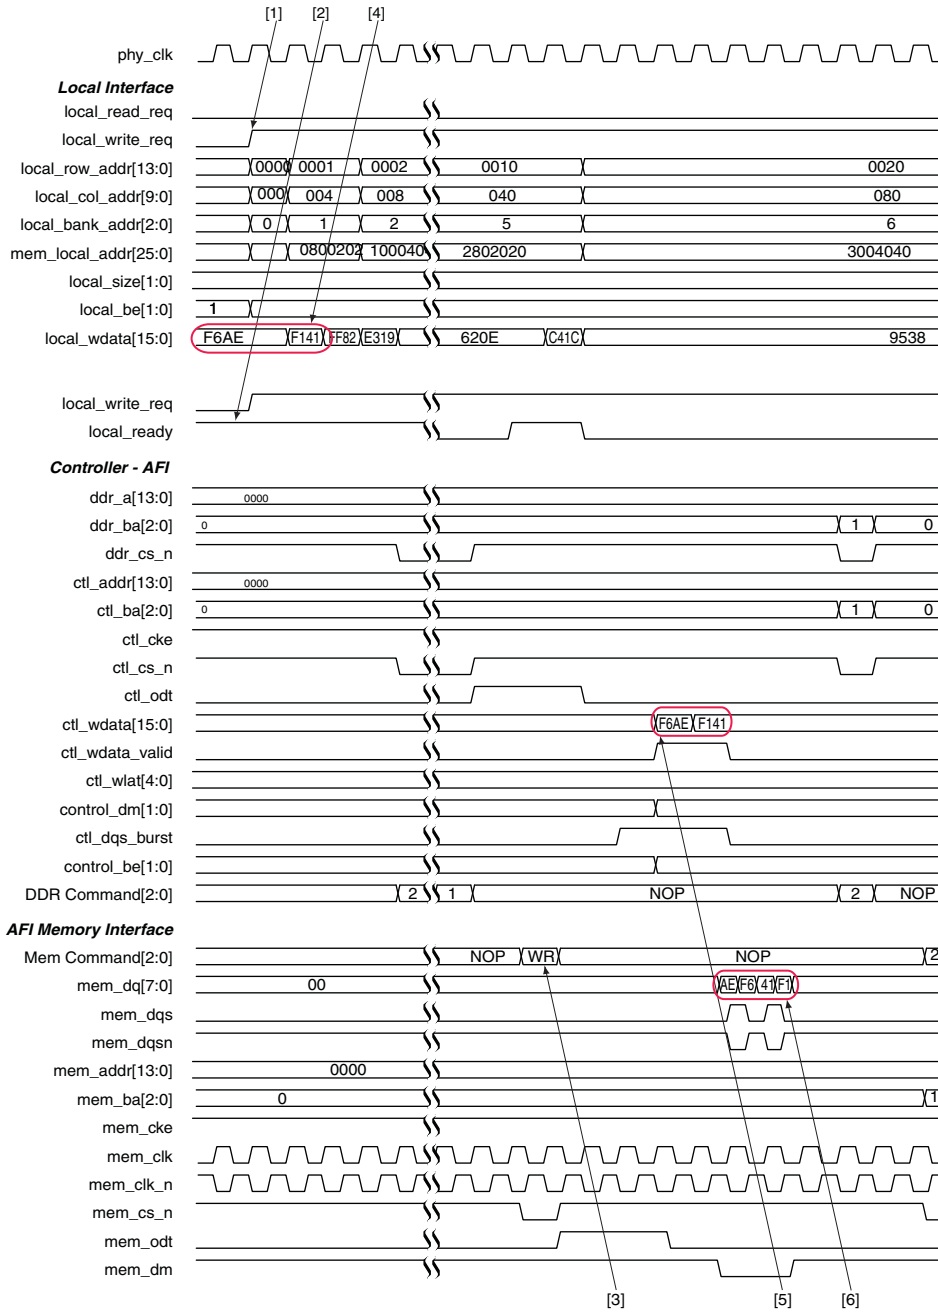 [1] [2] [4]
phy_clk
Local Interface
local_read_req
local_write_req
local_row_addr[13:0] 0000 0001 0002 0010 0020
local_col_addr[9:0] 000 004 008 040 080
local_bank_addr[2:0] 0 1 2 5 6
mem_local_addr[25:0] 0800202 100040 2802020 3004040
local_size[1:0]
local_be[1:0] 1
local_wdata[15:0] F6AE F141 FF82 E319 620E C41C 9538
local_write_req
local_ready
Controller - AFI
ddr_a[13:0] 0000
ddr_ba[2:0] 0 1 0
ddr_cs_n
ctl_addr[13:0] 0000
ctl_ba[2:0] 0 1 0
ctl_cke
ctl_cs_n
ctl_odt
ctl_wdata[15:0] F6AE F141
ctl_wdata_valid
ctl_wlat[4:0]
control_dm[1:0]
ctl_dqs_burst
control_be[1:0]
DDR Command[2:0] 2 1 NOP 2 NOP
AFI Memory Interface
Mem Command[2:0] NOP WR NOP 2
mem_dq[7:0] 00 AE F6 41 F1
mem_dqs
mem_dqsn
mem_addr[13:0] 0000
mem_ba[2:0] 0 1
mem_cke
mem_clk
mem_clk_n
mem_cs_n
mem_odt
mem_dm
[3] [5] [6]